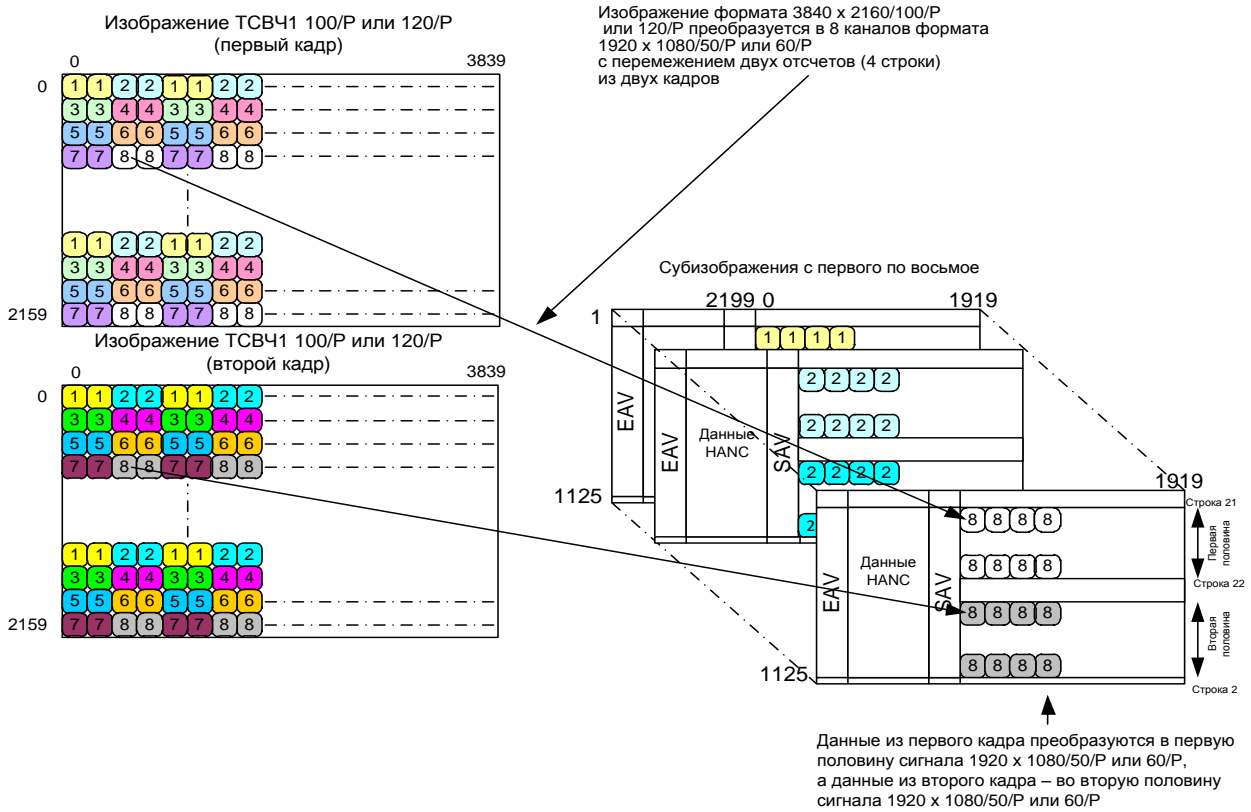 Изображение ТСВЧ1 100/P или 120/P
(первый кадр)
0 3839
0
1 1 2 2 1 1 2 2
3 3 4 4 3 3 4 4
5 5 6 6 5 5 6 6
7 7 8 8 7 7 8 8
1 1 2 2 1 1 2 2
3 3 4 4 3 3 4 4
5 5 6 6 5 5 6 6
7 7 8 8 7 7 8 8
2159
Изображение ТСВЧ1 100/P или 120/P
(второй кадр)
0 3839
0
1 1 2 2 1 1 2 2
3 3 4 4 3 3 4 4
5 5 6 6 5 5 6 6
7 7 8 8 7 7 8 8
1 1 2 2 1 1 2 2
3 3 4 4 3 3 4 4
5 5 6 6 5 5 6 6
7 7 8 8 7 7 8 8
2159
Изображение формата 3840 x 2160/100/P
или 120/P преобразуется в 8 каналов формата
1920 x 1080/50/P или 60/P
с перемежением двух отсчетов (4 строки)
из двух кадров
Субизображения с первого по восьмое
2199 0 1919
1
1 1 1 1
EAV
1125
2 2 2 2
2 2 2 2
2 2 2 2
2
EAV
Данные
HANC
SAV
1919
8 8 8 8
8 8 8 8
8 8 8 8
8 8 8 8
EAV
Данные
HANC
SAV
1125
Строка 21
Первая
половина
Строка 22
Вторая
половина
Строка 2
Данные из первого кадра преобразуются в первую
половину сигнала 1920 x 1080/50/P или 60/P,
а данные из второго кадра – во вторую половину
сигнала 1920 x 1080/50/P или 60/P